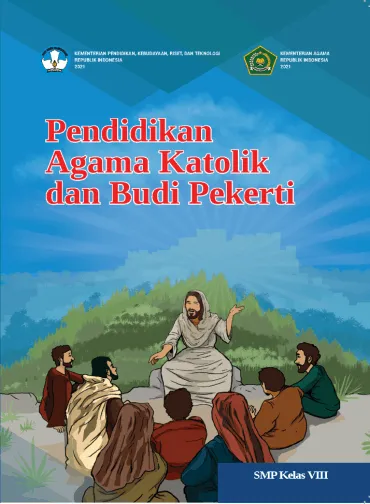 KEMENTERIAN PENDIDIKAN, KEBUDAYAAN, RISET, DAN TEKNOLOGI
REPUBLIK INDONESIA
2021
KEMENTERIAN AGAMA
REPUBLIK INDONESIA
2021
Pendidikan
Agama Katolik
dan Budi Pekerti
SMP Kelas VIII